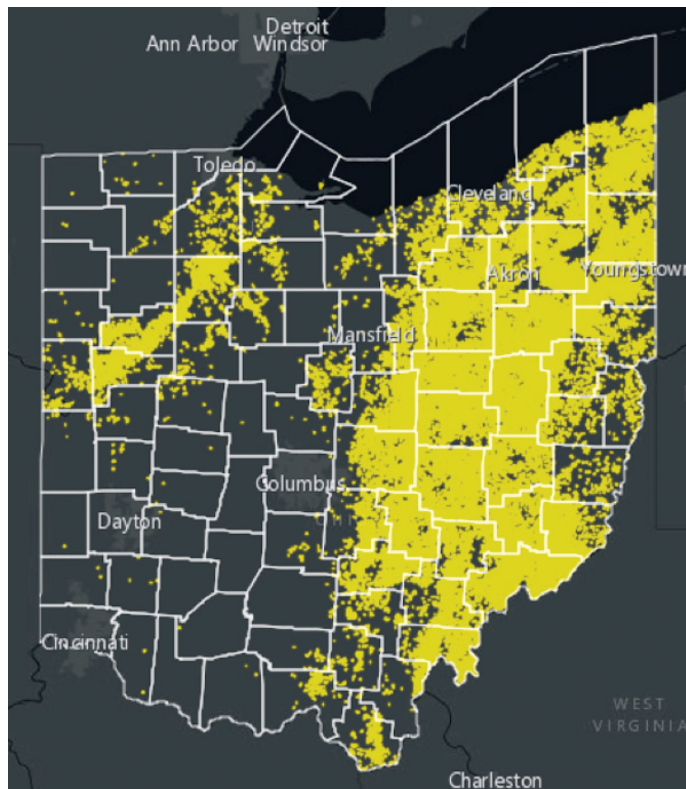 Detroit
Ann Arbor Windsor
Toledo
Cleveland
Akron
Youngstown
Mansfield
Columbus
Dayton
Cincinnati
WEST
VIRGINIA
Charleston